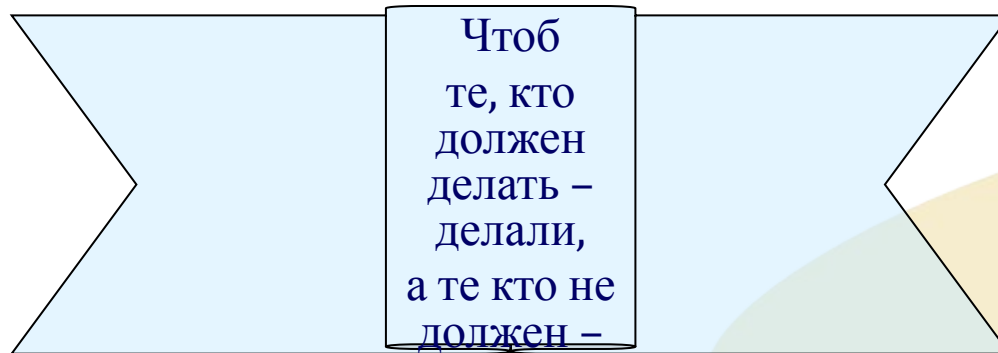 Чтоб
те, кто
должен
делать –
делали,
а те кто не
должен –